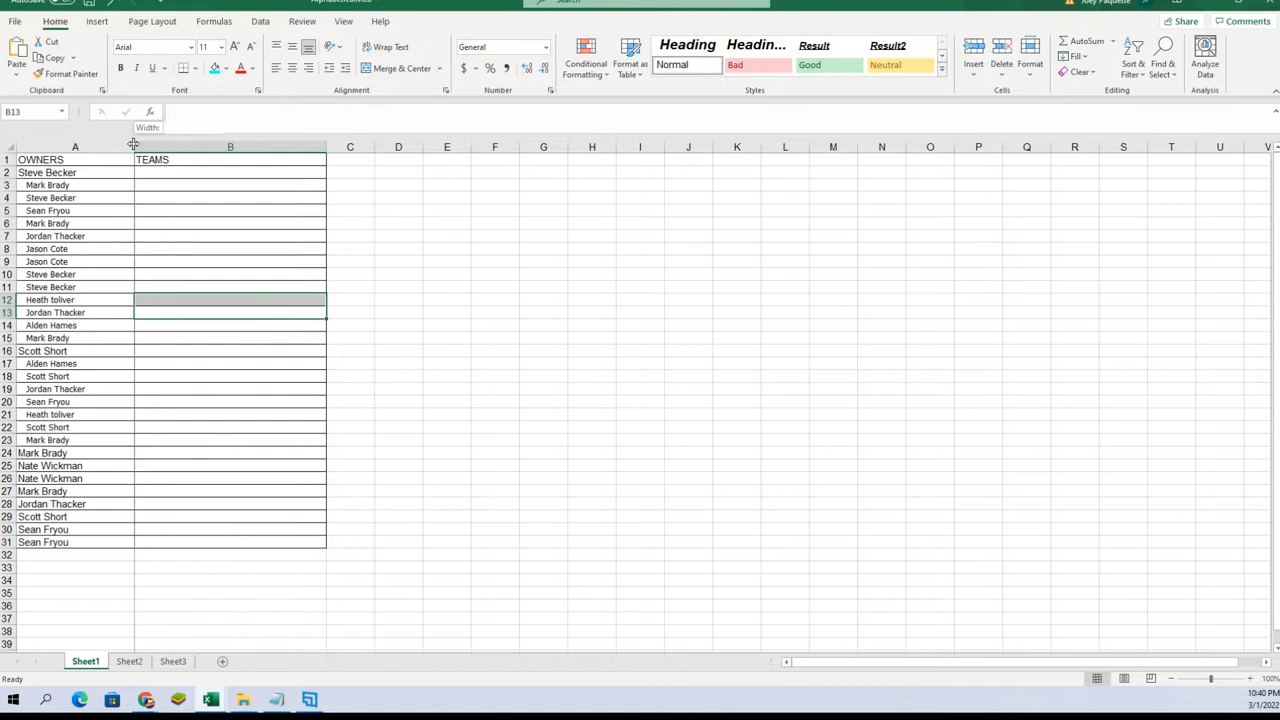 AutoSave
Off
Search
Joey Paquette
File Home Insert Page Layout Formulas Data Review View Help Share Comments
Cut Arial 11 Wrap Text General Heading Headin... Result Result2 AutoSum
Copy
Paste Format Painter Merge & Center Conditional Formatting Format as Table Normal Bad Good Neutral Insert Delete Format Fill Clear Sort & Filter Find & Select Analyze Data
Clipboard Font Alignment Number Styles Cells Editing Analysis
B13 fx
Width:
A B C D E F G H I J K L M N O P Q R S T U V
1 OWNERS TEAMS
2 Steve Becker
3 Mark Brady
4 Steve Becker
5 Sean Fryou
6 Mark Brady
7 Jordan Thacker
8 Jason Cote
9 Jason Cote
10 Steve Becker
11 Steve Becker
12 Heath toliver
13 Jordan Thacker
14 Alden Hames
15 Mark Brady
16 Scott Short
17 Alden Hames
18 Scott Short
19 Jordan Thacker
20 Sean Fryou
21 Heath toliver
22 Scott Short
23 Mark Brady
24 Mark Brady
25 Nate Wickman
26 Nate Wickman
27 Mark Brady
28 Jordan Thacker
29 Scott Short
30 Sean Fryou
31 Sean Fryou
32
33
34
35
36
37
38
39
Sheet1 Sheet2 Sheet3
Ready 100%
10:40 PM
3/1/2022